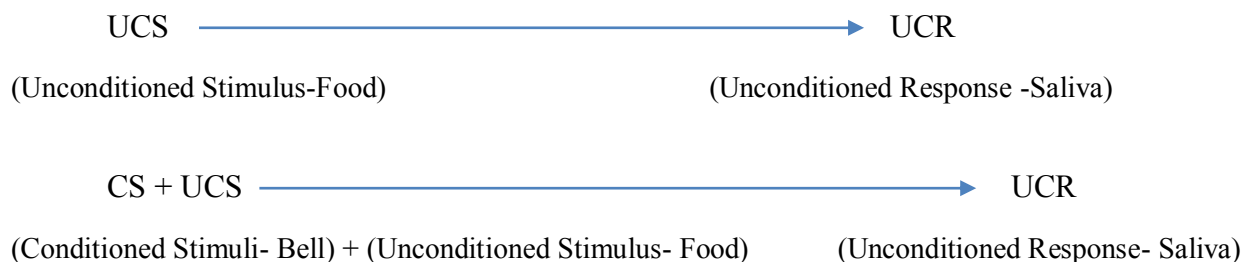 UCS UCR
(Unconditioned Stimulus-Food) (Unconditioned Response -Saliva)
CS + UCS UCR
(Conditioned Stimuli- Bell) + (Unconditioned Stimulus- Food) (Unconditioned Response- Saliva)